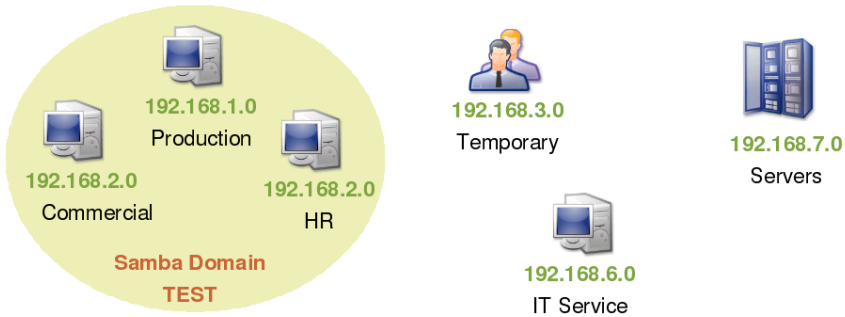 192.168.1.0
Production
192.168.2.0
Commercial
192.168.2.0
HR
Samba Domain
TEST
192.168.3.0
Temporary
192.168.6.0
IT Service
192.168.7.0
Servers